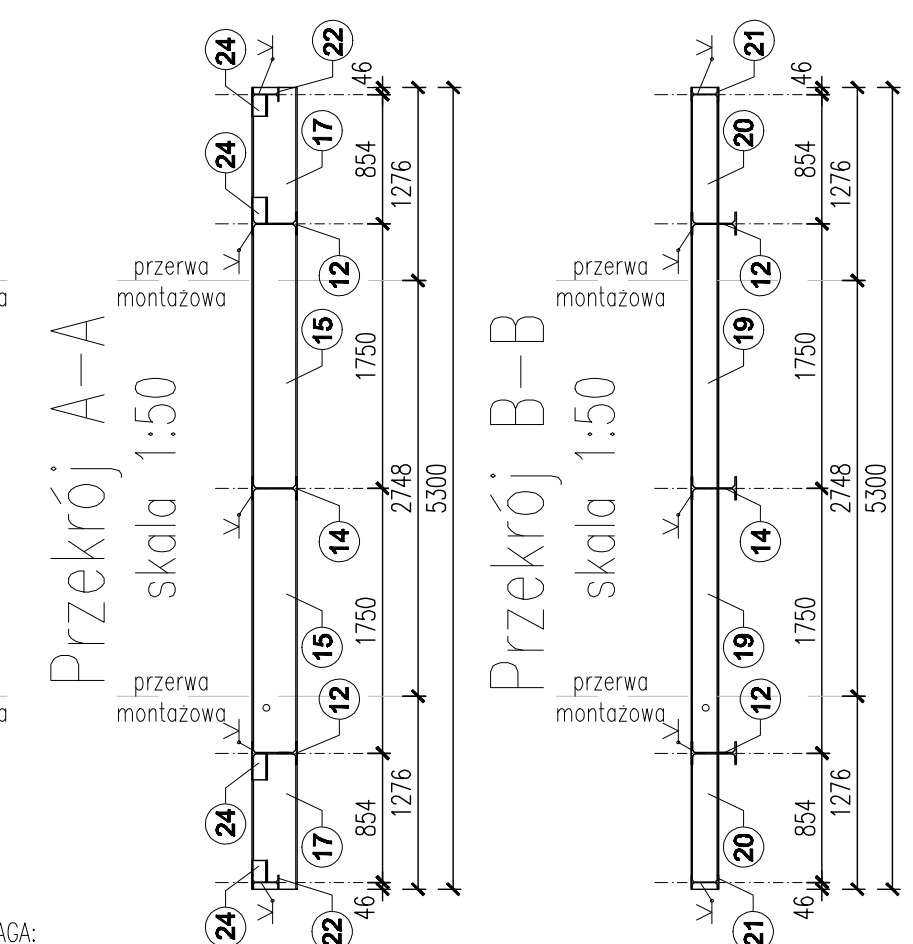 Przekrój A-A
skala 1:50
przerwa
montażowa
przerwa
montażowa
24
22
24
17
12
15
14
15
12
24
17
24
22
46
854
1750
1750
854
46
1276
2748
1276
5300
Przekrój B-B
skala 1:50
przerwa
montażowa
przerwa
montażowa
21
20
12
19
14
19
12
20
21
46
854
1750
1750
854
46
1276
2748
1276
5300
AGA:
a
a